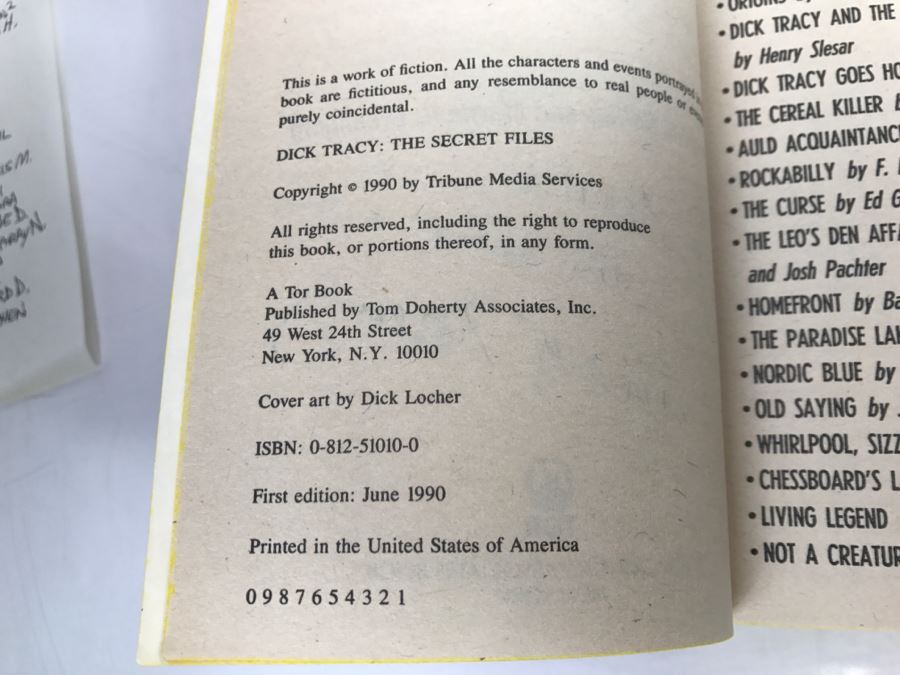 This is a work of fiction. All the characters and events portrayed
book are fictitious, and any resemblance to real people or
purely coincidental.
DICK TRACY: THE SECRET FILES
Copyright © 1990 by Tribune Media Services
All rights reserved, including the right to reproduce
this book, or portions thereof, in any form.
A Tor Book
Published by Tom Doherty Associates, Inc.
49 West 24th Street
New York, N.Y. 10010
Cover art by Dick Locher
ISBN: 0-812-51010-0
First edition: June 1990
Printed in the United States of America
0 9 8 7 6 5 4 3 2 1
• ORIGINS
• DICK TRACY AND THE
by Henry Slesar
• DICK TRACY GOES
• THE CEREAL KILLER
• AULD
• ROCKABILLY by F.
• THE CURSE by Ed
• THE LEO'S DEN
and Josh Pachter
• HOMEFRONT by
• THE PARADISE
• NORDIC BLUE by
• OLD SAYING by
• WHIRLPOOL,
• CHESSBOARD'S
• LIVING LEGEND
• NOT A